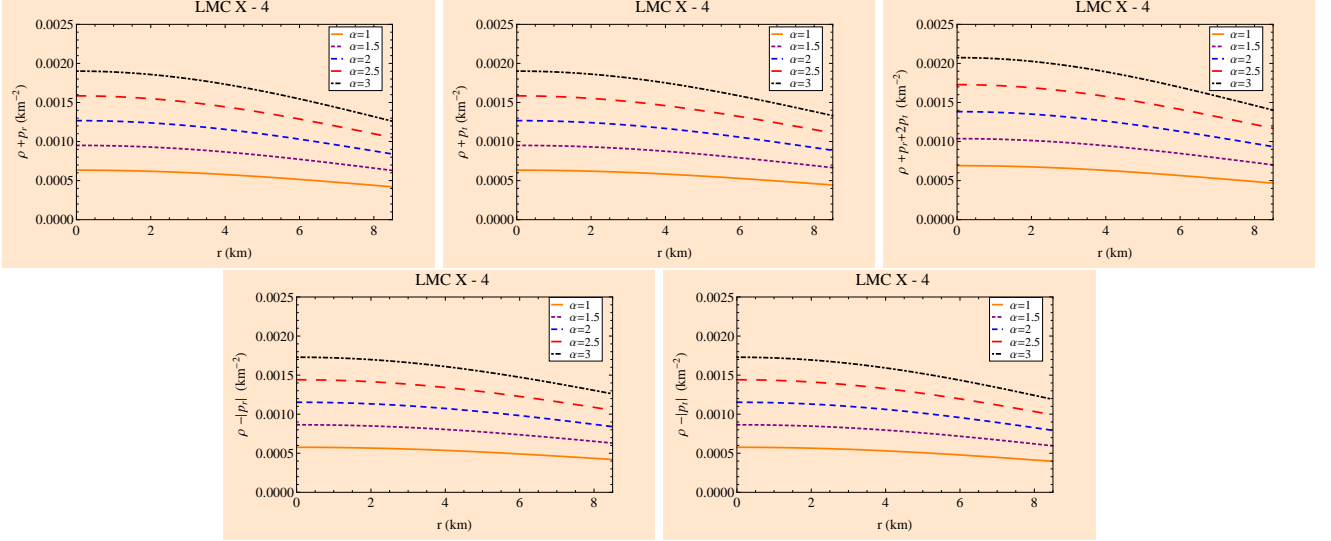 LMC X - 4
ρ +pᵣ (km⁻²)
0.0025
0.0020
0.0015
0.0010
0.0005
0.0000
α=1
α=1.5
α=2
α=2.5
α=3
0 2 4 6 8
r (km)
LMC X - 4
ρ +pₜ (km⁻²)
0.0025
0.0020
0.0015
0.0010
0.0005
0.0000
α=1
α=1.5
α=2
α=2.5
α=3
0 2 4 6 8
r (km)
LMC X - 4
ρ +pᵣ+2pₜ (km⁻²)
0.0025
0.0020
0.0015
0.0010
0.0005
0.0000
α=1
α=1.5
α=2
α=2.5
α=3
0 2 4 6 8
r (km)
LMC X - 4
ρ -|pᵣ| (km⁻²)
0.0025
0.0020
0.0015
0.0010
0.0005
0.0000
α=1
α=1.5
α=2
α=2.5
α=3
0 2 4 6 8
r (km)
LMC X - 4
ρ -|pₜ| (km⁻²)
0.0025
0.0020
0.0015
0.0010
0.0005
0.0000
α=1
α=1.5
α=2
α=2.5
α=3
0 2 4 6 8
r (km)